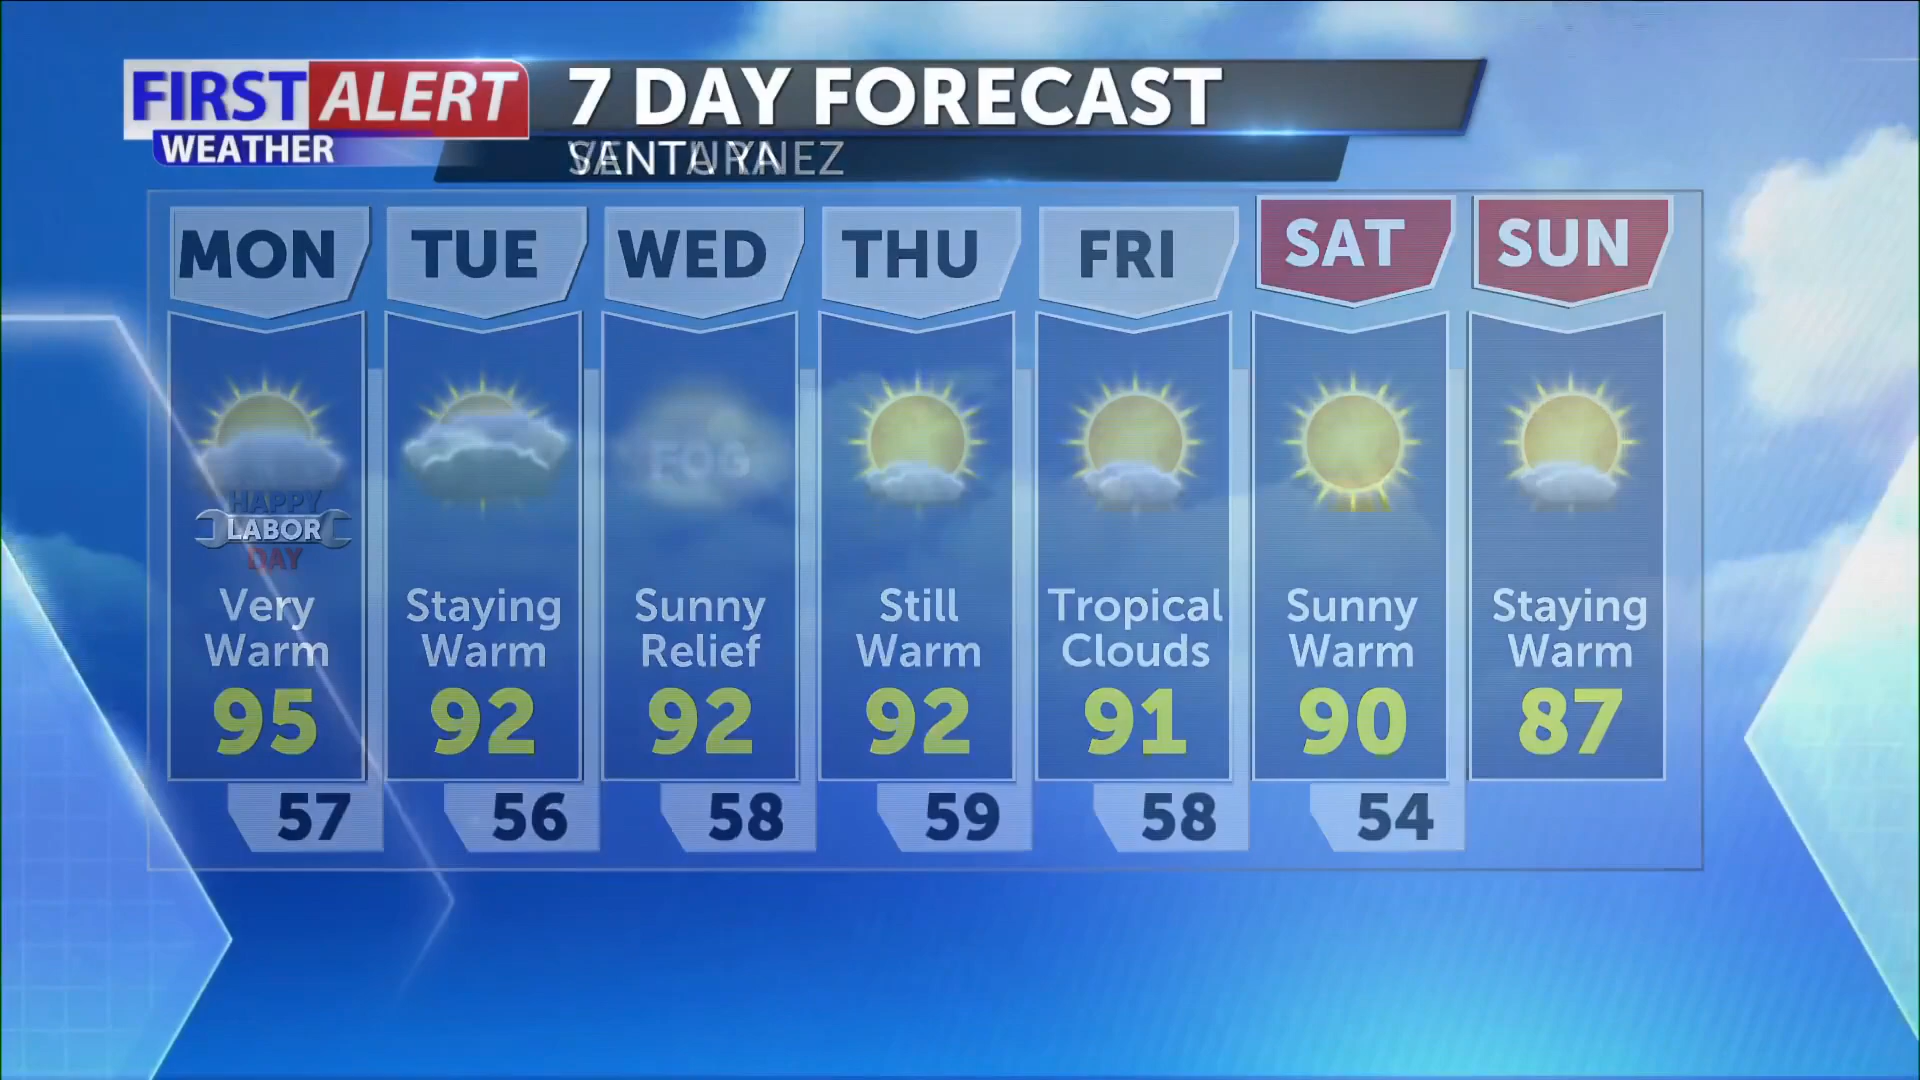 FIRST ALERT
WEATHER
7 DAY FORECAST
MON TUE WED THU FRI SAT SUN
FOG
HAPPY
LABOR
DAY
Very Staying Sunny Still Tropical Sunny Staying
Warm Warm Relief Warm Clouds Warm Warm
95 92 92 92 91 90 87
57 56 58 59 58 54